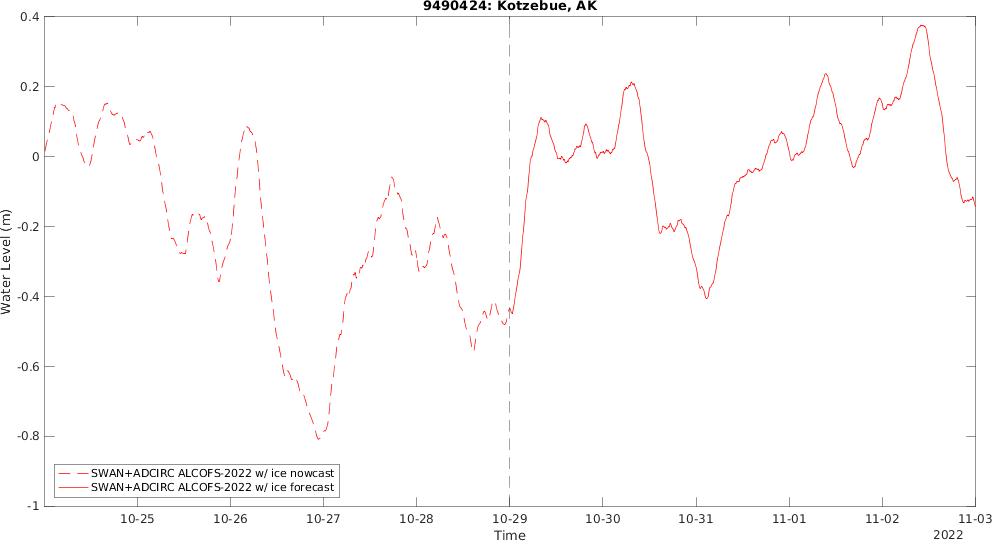 9490424: Kotzebue, AK
0.4
0.2
0
-0.2
-0.4
-0.6
-0.8
-1
Water Level (m)
SWAN+ADCIRC ALCOFS-2022 w/ ice nowcast
SWAN+ADCIRC ALCOFS-2022 w/ ice forecast
10-25 10-26 10-27 10-28 10-29 10-30 10-31 11-01 11-02 11-03
Time
2022